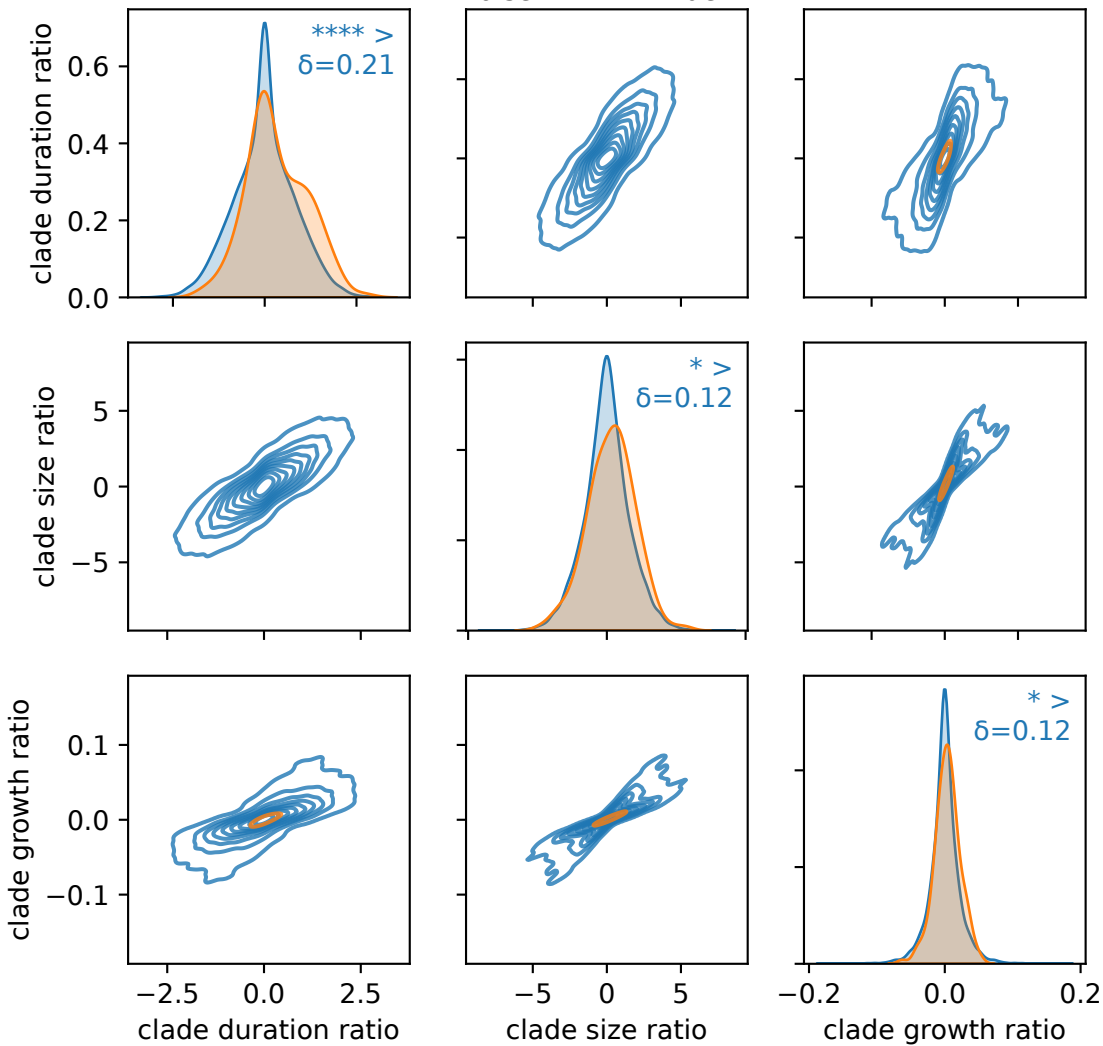 clade duration ratio
0.6
0.4
0.2
0.0
**** >
δ=0.21
clade size ratio
5
0
−5
* >
δ=0.12
clade growth ratio
0.1
0.0
−0.1
* >
δ=0.12
−2.5 0.0 2.5
clade duration ratio
−5 0 5
clade size ratio
−0.2 0.0 0.2
clade growth ratio